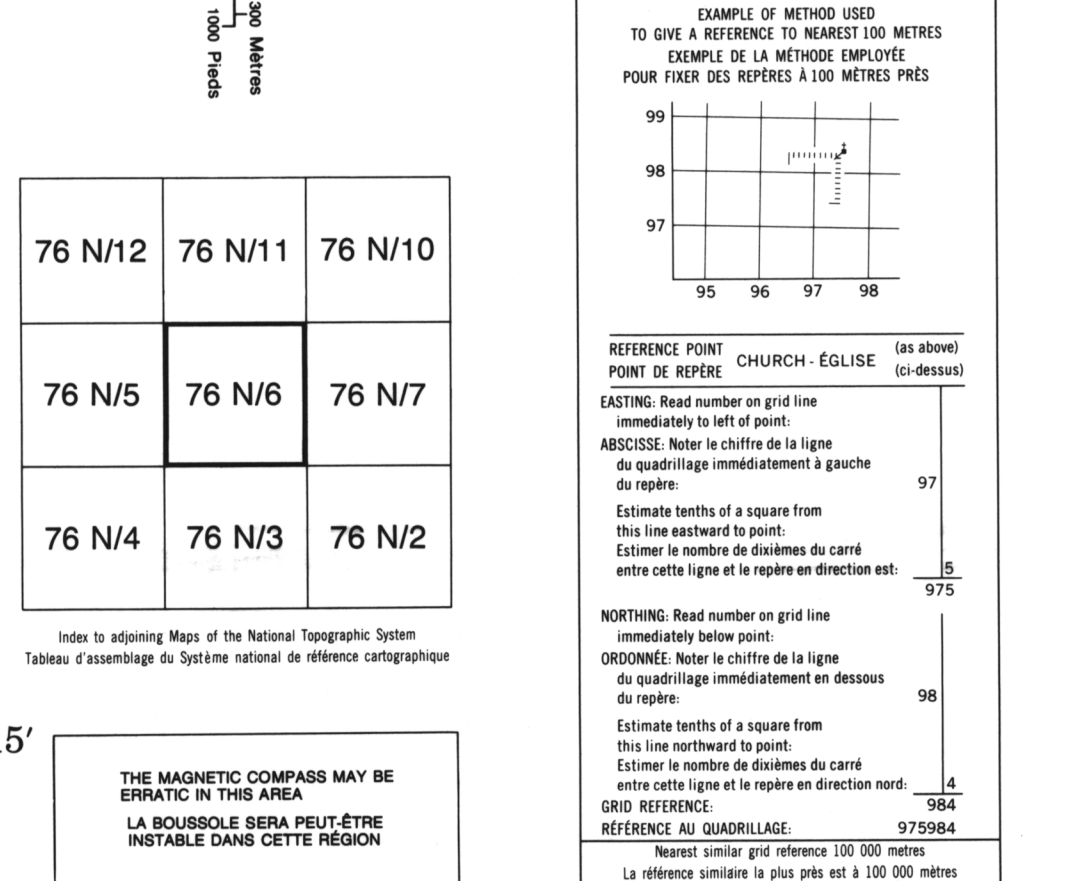 300 Mètres
1000 Pieds
76 N/12 76 N/11 76 N/10
76 N/5 76 N/6 76 N/7
76 N/4 76 N/3 76 N/2
Index to adjoining Maps of the National Topographic System
Tableau d'assemblage du Système national de référence cartographique
5′
THE MAGNETIC COMPASS MAY BE
ERRATIC IN THIS AREA
LA BOUSSOLE SERA PEUT-ÊTRE
INSTABLE DANS CETTE RÉGION
EXAMPLE OF METHOD USED
TO GIVE A REFERENCE TO NEAREST 100 METRES
EXEMPLE DE LA MÉTHODE EMPLOYÉE
POUR FIXER DES REPÈRES À 100 MÈTRES PRÈS
99
98
97
95 96 97 98
REFERENCE POINT
POINT DE REPÈRE
CHURCH - ÉGLISE
(as above)
(ci-dessus)
EASTING: Read number on grid line
immediately to left of point:
ABSCISSE: Noter le chiffre de la ligne
du quadrillage immédiatement à gauche
du repère: 97
Estimate tenths of a square from
this line eastward to point:
Estimer le nombre de dixièmes du carré
entre cette ligne et le repère en direction est: 5
975
NORTHING: Read number on grid line
immediately below point:
ORDONNÉE: Noter le chiffre de la ligne
du quadrillage immédiatement en dessous
du repère: 98
Estimate tenths of a square from
this line northward to point:
Estimer le nombre de dixièmes du carré
entre cette ligne et le repère en direction nord: 4
GRID REFERENCE: 984
RÉFÉRENCE AU QUADRILLAGE: 975984
Nearest similar grid reference 100 000 metres
La référence similaire la plus près est à 100 000 mètres